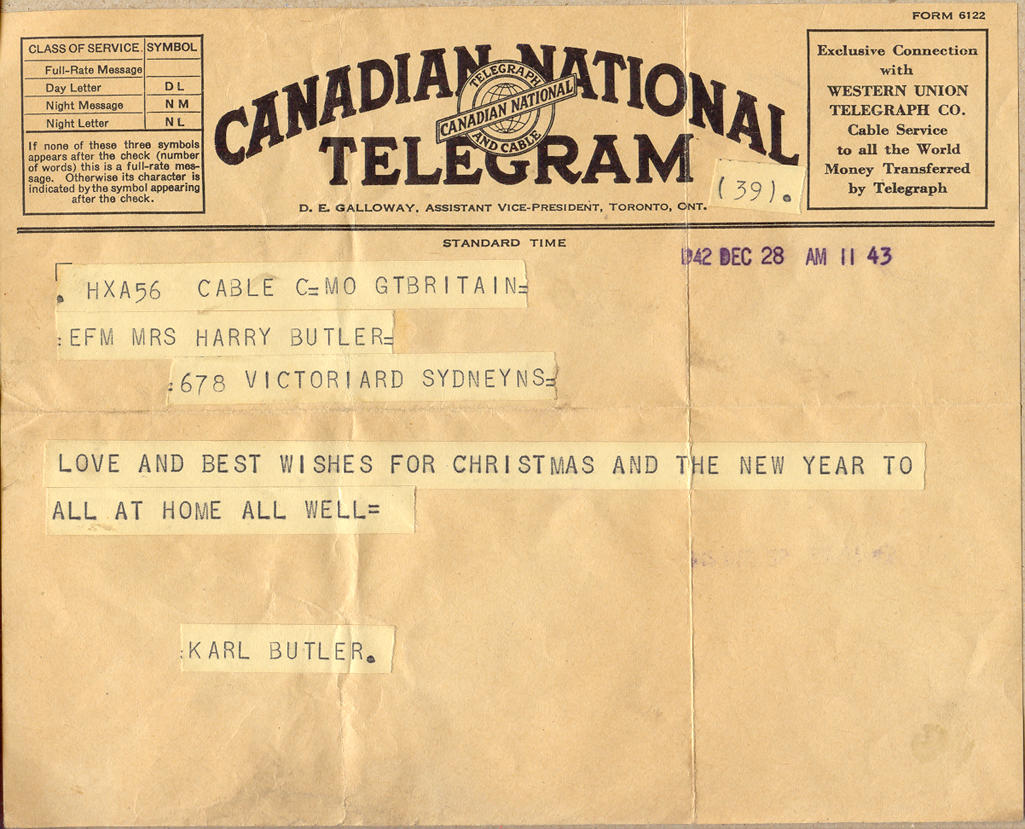 FORM 6122
CLASS OF SERVICE SYMBOL
Full-Rate Message
Day Letter D L
Night Message N M
Night Letter N L
If none of these three symbols
appears after the check (number
of words) this is a full-rate mes-
sage. Otherwise its character is
indicated by the symbol appearing
after the check.
CANADIAN NATIONAL
TELEGRAPH
CANADIAN NATIONAL
AND CABLE
TELEGRAM
D. E. GALLOWAY, ASSISTANT VICE-PRESIDENT, TORONTO, ONT.
(39).
Exclusive Connection
with
WESTERN UNION
TELEGRAPH CO.
Cable Service
to all the World
Money Transferred
by Telegraph
STANDARD TIME
1942 DEC 28 AM 11 43
. HXA56 CABLE C=MO GTBRITAIN=
:EFM MRS HARRY BUTLER=
:678 VICTORIARD SYDNEYNS=
LOVE AND BEST WISHES FOR CHRISTMAS AND THE NEW YEAR TO
ALL AT HOME ALL WELL=
:KARL BUTLER.